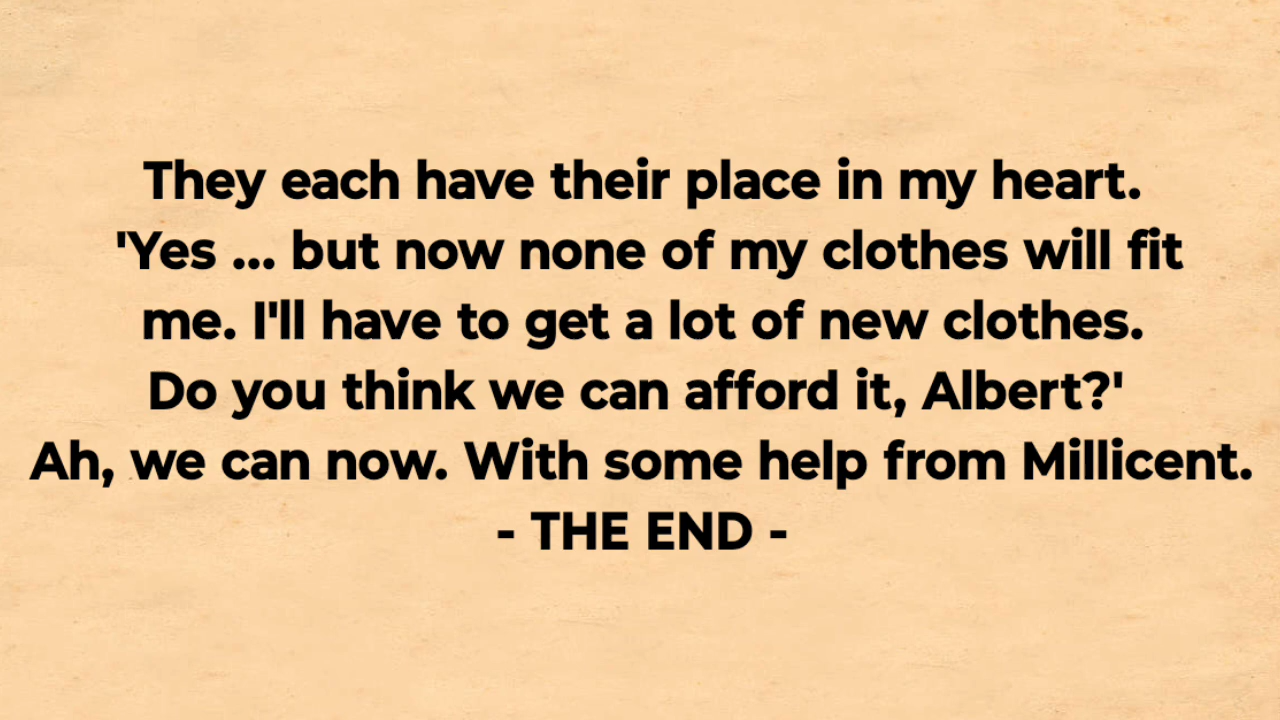 They each have their place in my heart.
'Yes ... but now none of my clothes will fit
me. I'll have to get a lot of new clothes.
Do you think we can afford it, Albert?'
Ah, we can now. With some help from Millicent.
- THE END -